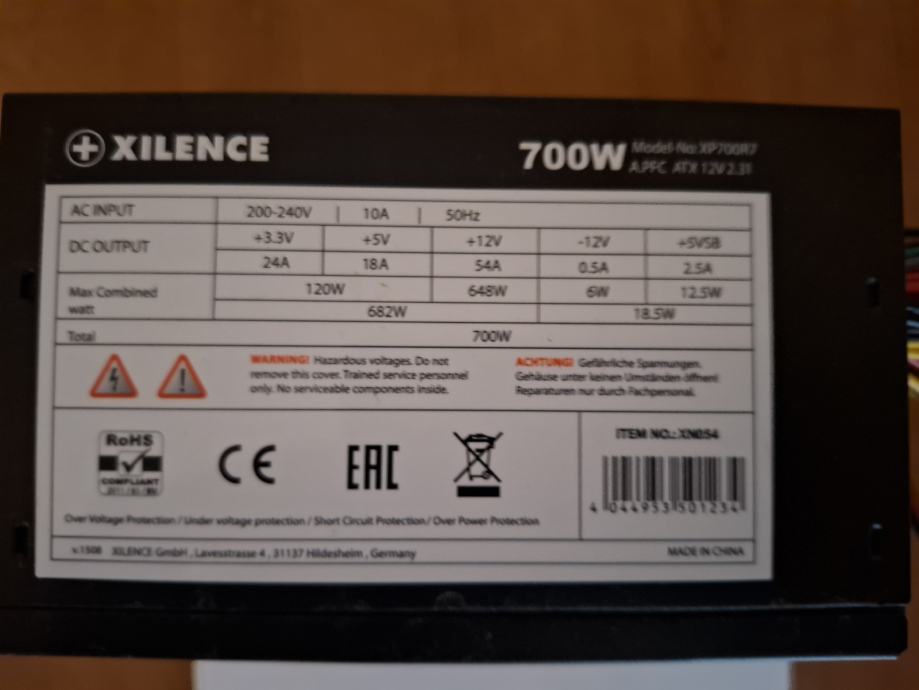 XILENCE
700W Model-No: XP700R7
A.PFC ATX 12V 2.31
AC INPUT 200-240V 10A 50Hz
DC OUTPUT +3.3V +5V +12V -12V +5VSB
24A 18A 54A 0.5A 2.5A
Max Combined watt 120W 648W 6W 12.5W
682W 18.5W
Total 700W
WARNING! Hazardous voltages. Do not
remove this cover. Trained service personnel
only. No serviceable components inside.
ACHTUNG! Gefährliche Spannungen.
Gehäuse unter keinen Umständen öffnen!
Reparaturen nur durch Fachpersonal.
RoHS
COMPLIANT
CE
EAC
ITEM NO.: XN054
4 044953 501234
Over Voltage Protection / Under voltage protection / Short Circuit Protection / Over Power Protection
v.1508 XILENCE GmbH , Lavesstrasse 4 , 31137 Hildesheim , Germany
MADE IN CHINA